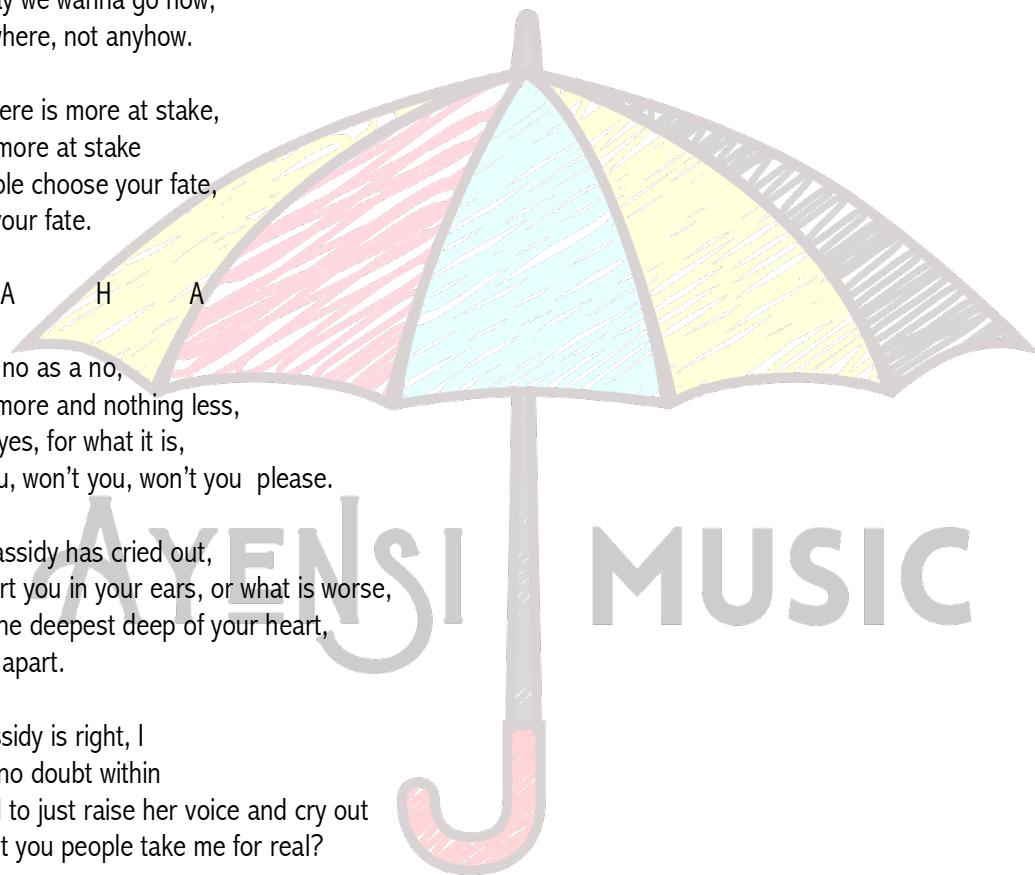 we wanna go now,
where, not anyhow.
ere is more at stake,
more at stake
ple choose your fate,
your fate.
A H A
no as a no,
more and nothing less,
yes, for what it is,
u, won’t you, won’t you please.
assidy has cried out,
rt you in your ears, or what is worse,
he deepest deep of your heart,
apart.
AYENSI MUSIC
ssidy is right, I
no doubt within
to just raise her voice and cry out
t you people take me for real?